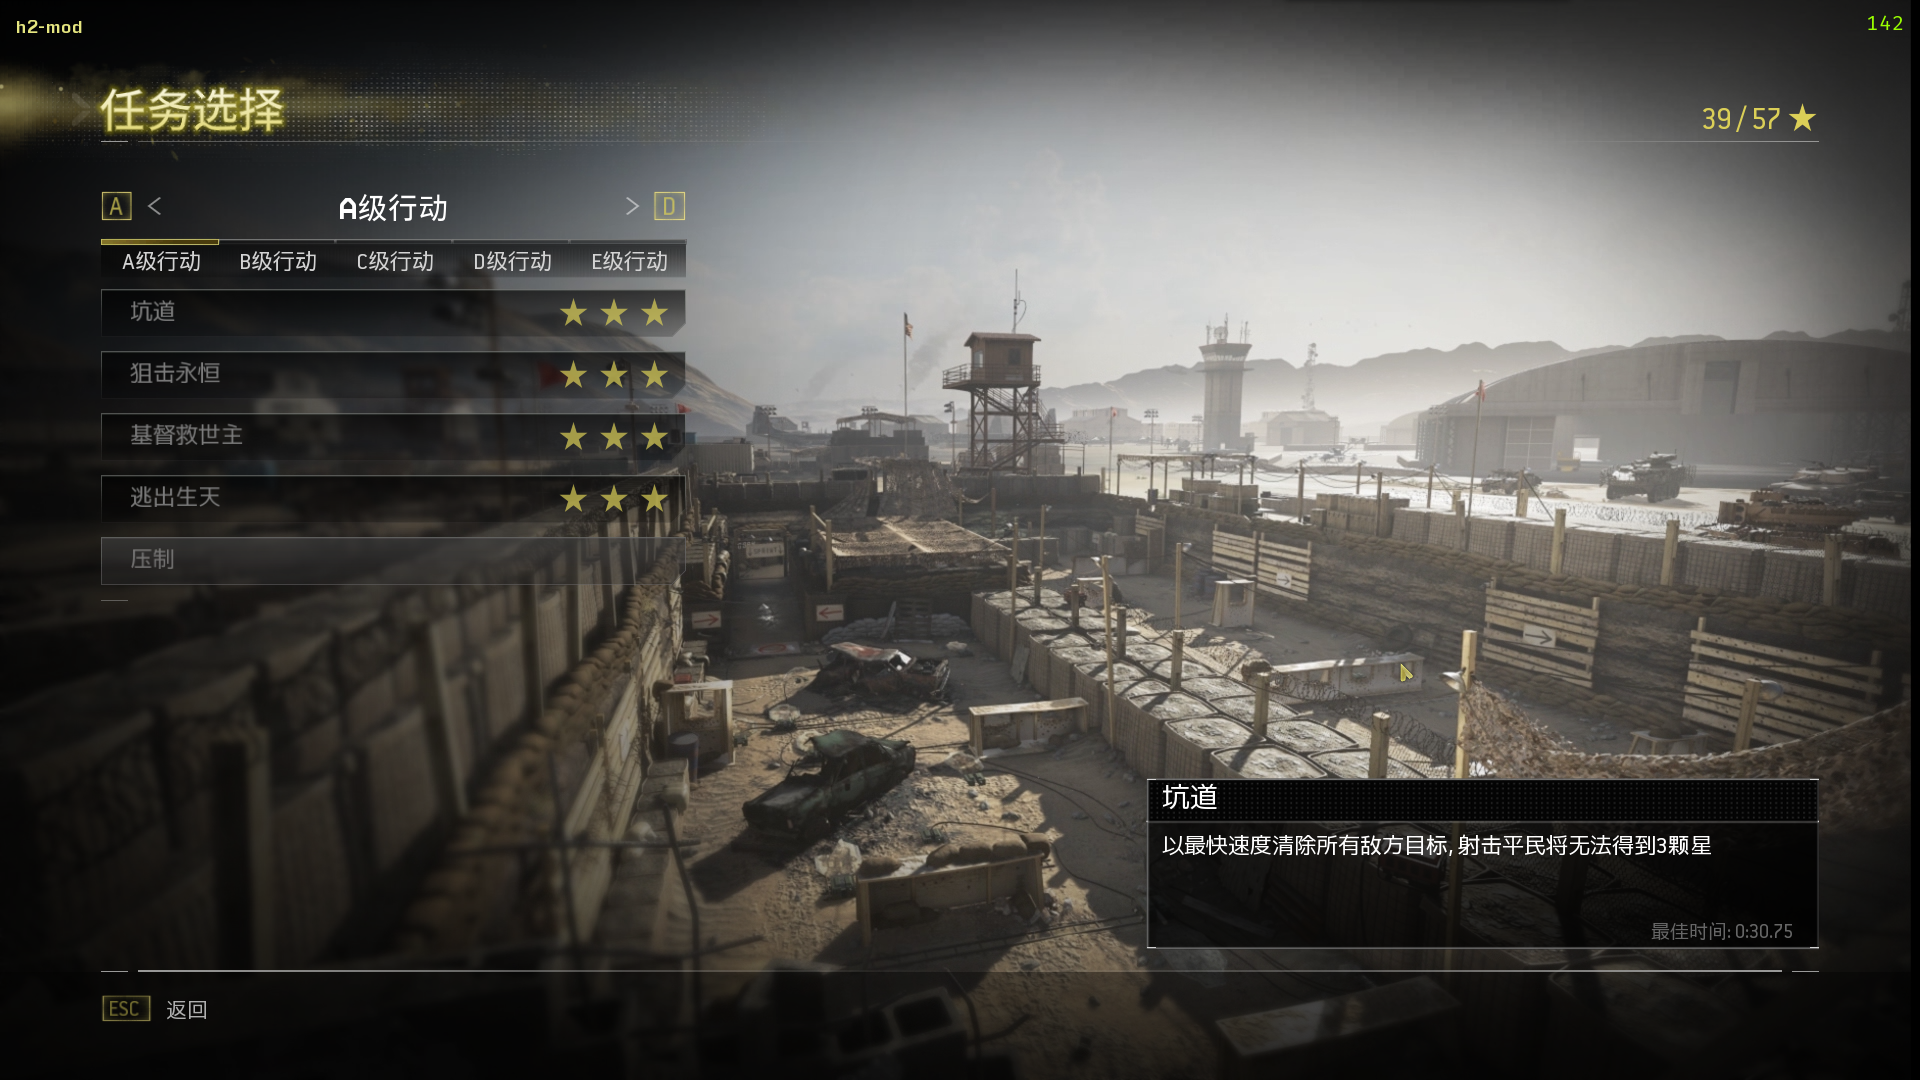 h2-mod
142
任务选择
39/57
A
A级行动
D
A级行动 B级行动 C级行动 D级行动 E级行动
坑道
狙击永恒
基督救世主
逃出生天
压制
坑道
以最快速度清除所有敌方目标, 射击平民将无法得到3颗星
最佳时间: 0:30.75
ESC 返回